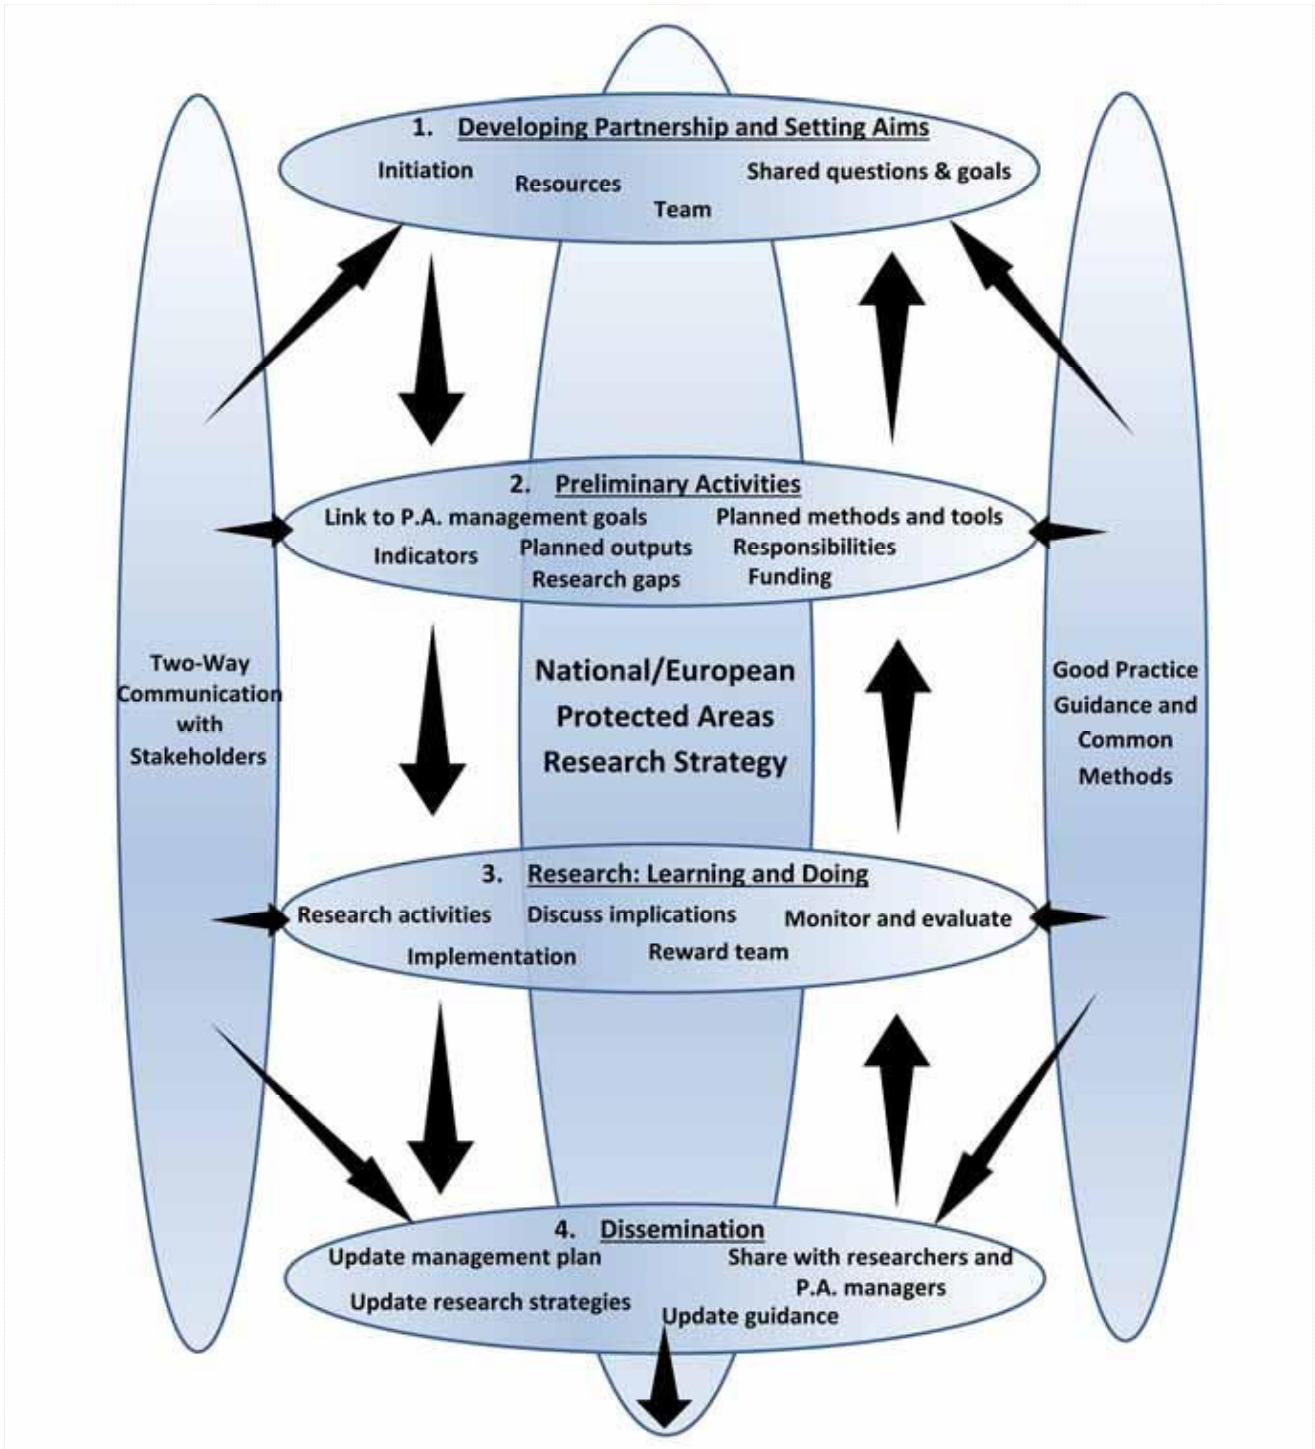 1. Developing Partnership and Setting Aims
Initiation
Resources
Team
Shared questions & goals
2. Preliminary Activities
Link to P.A. management goals
Planned methods and tools
Indicators
Planned outputs
Responsibilities
Research gaps
Funding
Two-Way
Communication
with
Stakeholders
National/European
Protected Areas
Research Strategy
Good Practice
Guidance and
Common
Methods
3. Research: Learning and Doing
Research activities
Discuss implications
Monitor and evaluate
Implementation
Reward team
4. Dissemination
Update management plan
Share with researchers and
P.A. managers
Update research strategies
Update guidance